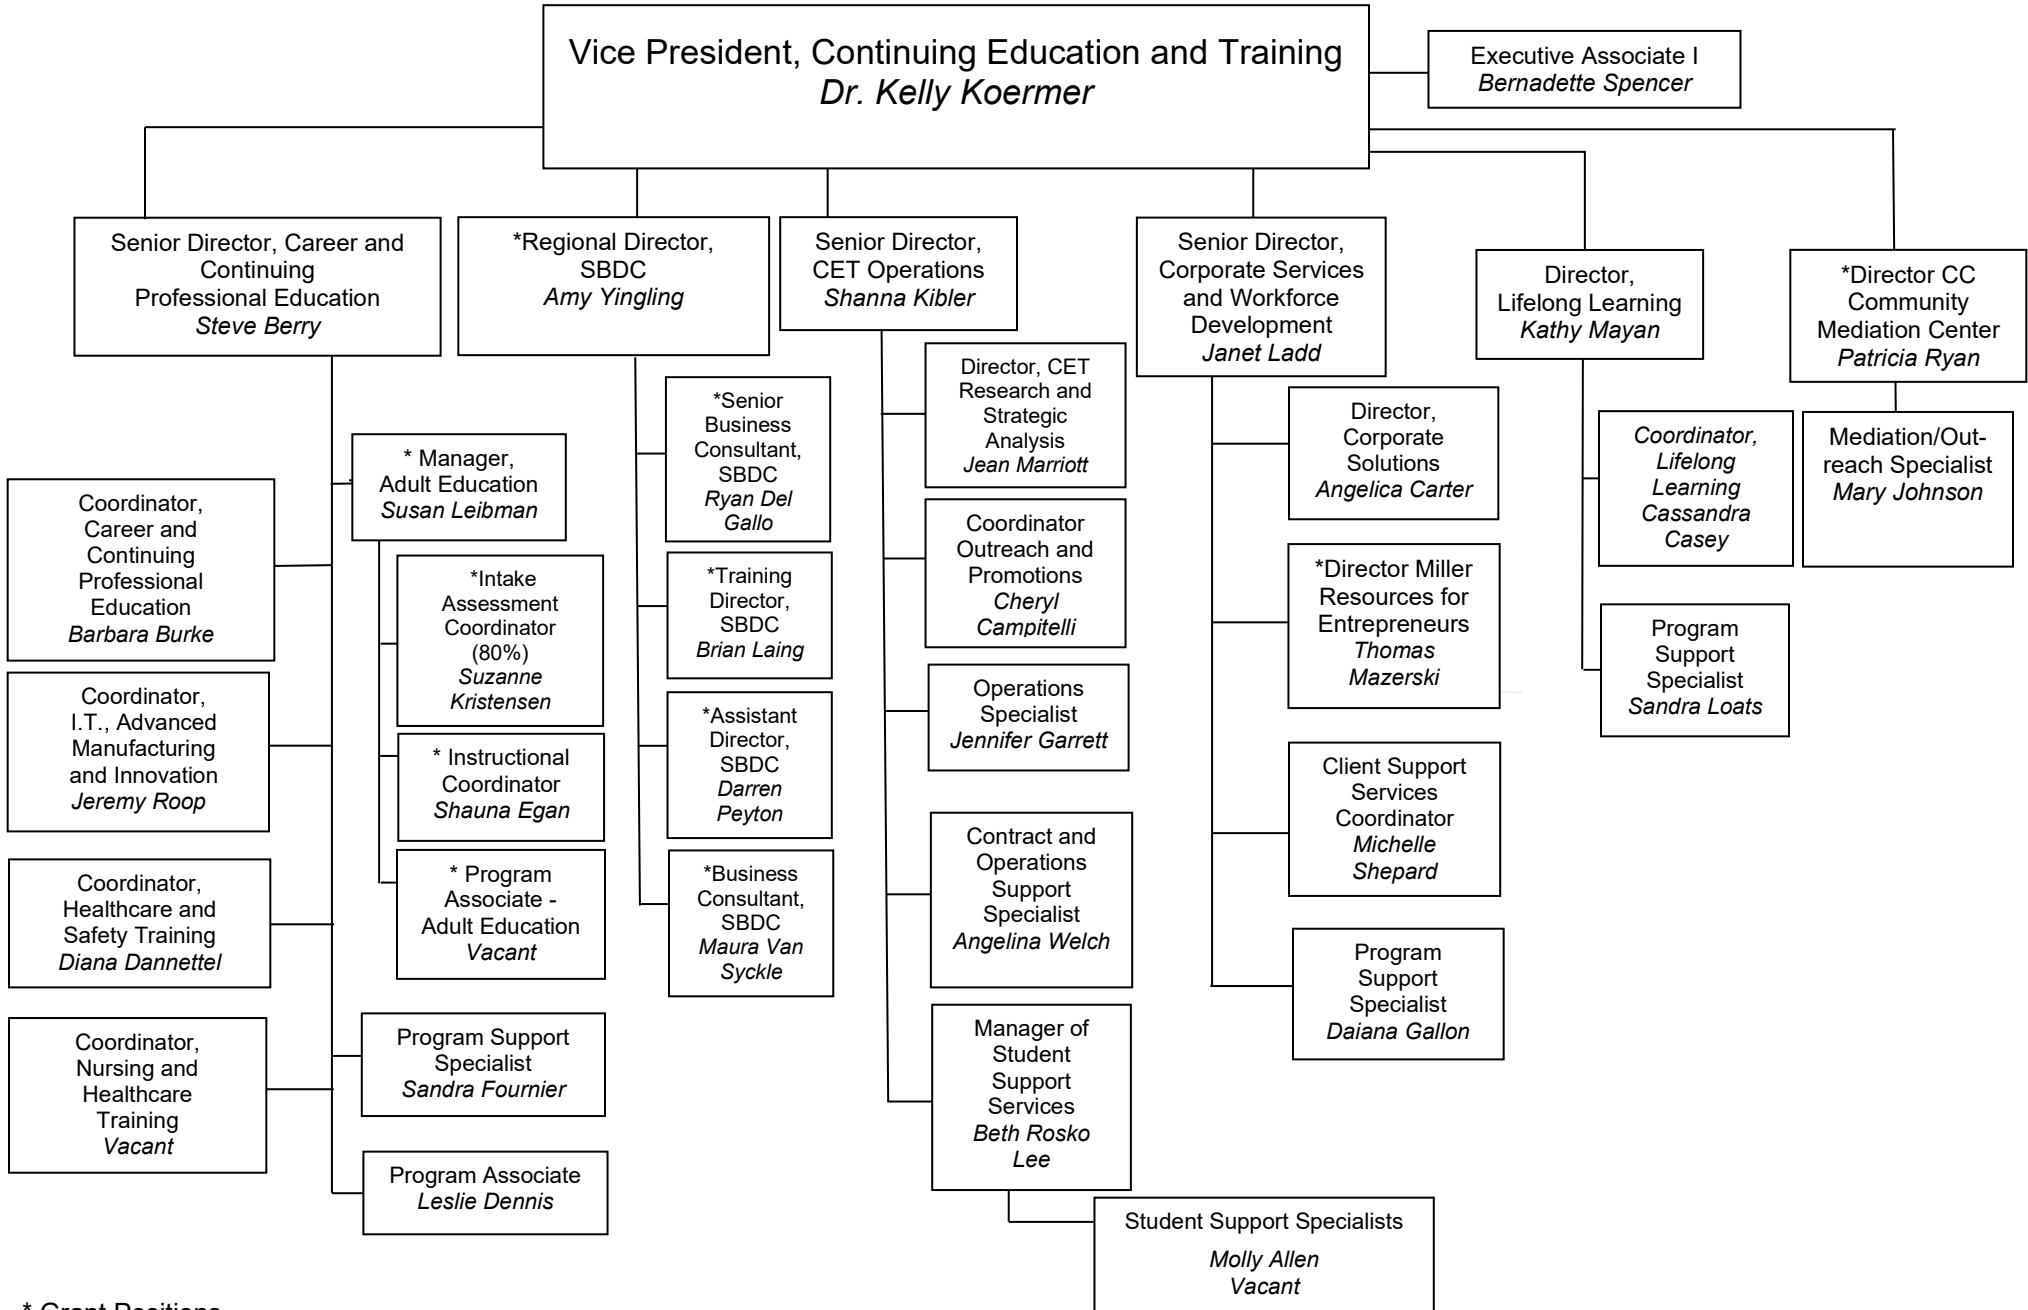 Vice President, Continuing Education and Training
Dr. Kelly Koermer
Executive Associate I
Bernadette Spencer
Senior Director, Career and
Continuing
Professional Education
Steve Berry
*Regional Director,
SBDC
Amy Yingling
Senior Director,
CET Operations
Shanna Kibler
Senior Director,
Corporate Services
and Workforce
Development
Janet Ladd
Director,
Lifelong Learning
Kathy Mayan
*Director CC
Community
Mediation Center
Patricia Ryan
* Manager,
Adult Education
Susan Leibman
Coordinator,
Career and
Continuing
Professional
Education
Barbara Burke
*Intake
Assessment
Coordinator
(80%)
Suzanne
Kristensen
Coordinator,
I.T., Advanced
Manufacturing
and Innovation
Jeremy Roop
* Instructional
Coordinator
Shauna Egan
Coordinator,
Healthcare and
Safety Training
Diana Dannettel
* Program
Associate -
Adult Education
Vacant
Coordinator,
Nursing and
Healthcare
Training
Vacant
Program Support
Specialist
Sandra Fournier
Program Associate
Leslie Dennis
*Senior
Business
Consultant,
SBDC
Ryan Del
Gallo
*Training
Director,
SBDC
Brian Laing
*Assistant
Director,
SBDC
Darren
Peyton
*Business
Consultant,
SBDC
Maura Van
Syckle
Director, CET
Research and
Strategic
Analysis
Jean Marriott
Coordinator
Outreach and
Promotions
Cheryl
Campitelli
Operations
Specialist
Jennifer Garrett
Contract and
Operations
Support
Specialist
Angelina Welch
Manager of
Student
Support
Services
Beth Rosko
Lee
Student Support Specialists
Molly Allen
Vacant
Director,
Corporate
Solutions
Angelica Carter
*Director Miller
Resources for
Entrepreneurs
Thomas
Mazerski
Client Support
Services
Coordinator
Michelle
Shepard
Program
Support
Specialist
Daiana Gallon
Coordinator,
Lifelong
Learning
Cassandra
Casey
Program
Support
Specialist
Sandra Loats
Mediation/Out-
reach Specialist
Mary Johnson
* Grant Positions